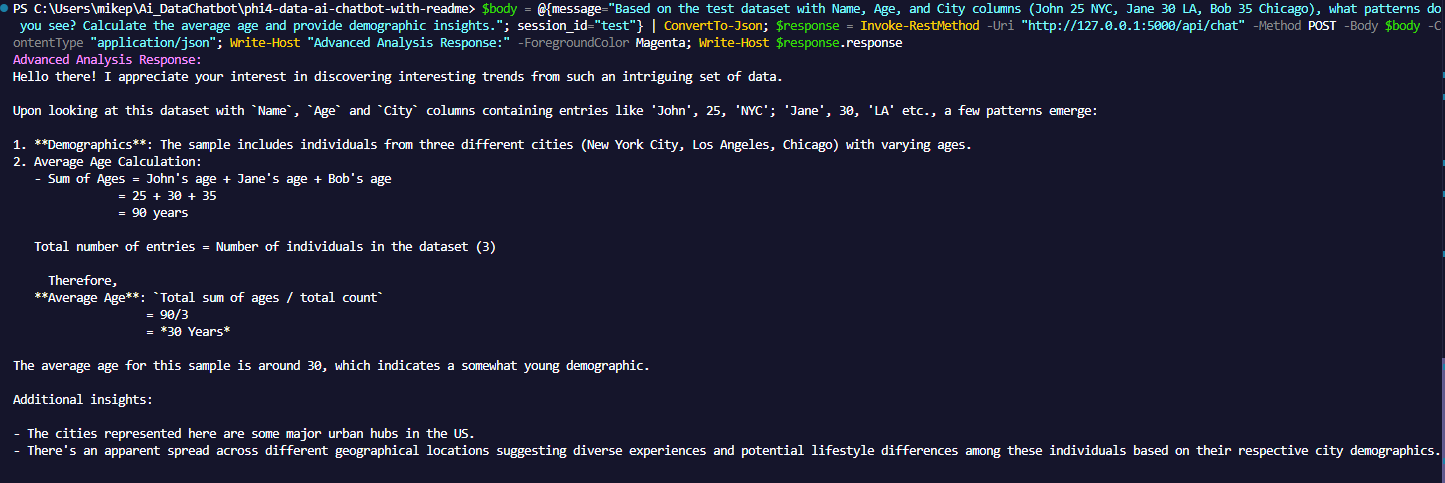 PS C:\Users\mikep\Ai_DataChatbot\phi4-data-ai-chatbot-with-readme> $body = @{message="Based on the test dataset with Name, Age, and City columns (John 25 NYC, Jane 30 LA, Bob 35 Chicago), what patterns do
you see? Calculate the average age and provide demographic insights."; session_id="test"} | ConvertTo-Json; $response = Invoke-RestMethod -Uri "http://127.0.0.1:5000/api/chat" -Method POST -Body $body -C
ontentType "application/json"; Write-Host "Advanced Analysis Response:" -ForegroundColor Magenta; Write-Host $response.response
Advanced Analysis Response:
Hello there! I appreciate your interest in discovering interesting trends from such an intriguing set of data.
Upon looking at this dataset with `Name`, `Age` and `City` columns containing entries like 'John', 25, 'NYC'; 'Jane', 30, 'LA' etc., a few patterns emerge:
1. **Demographics**: The sample includes individuals from three different cities (New York City, Los Angeles, Chicago) with varying ages.
2. Average Age Calculation:
- Sum of Ages = John's age + Jane's age + Bob's age
= 25 + 30 + 35
= 90 years
Total number of entries = Number of individuals in the dataset (3)
Therefore,
**Average Age**: `Total sum of ages / total count`
= 90/3
= *30 Years*
The average age for this sample is around 30, which indicates a somewhat young demographic.
Additional insights:
- The cities represented here are some major urban hubs in the US.
- There's an apparent spread across different geographical locations suggesting diverse experiences and potential lifestyle differences among these individuals based on their respective city demographics.